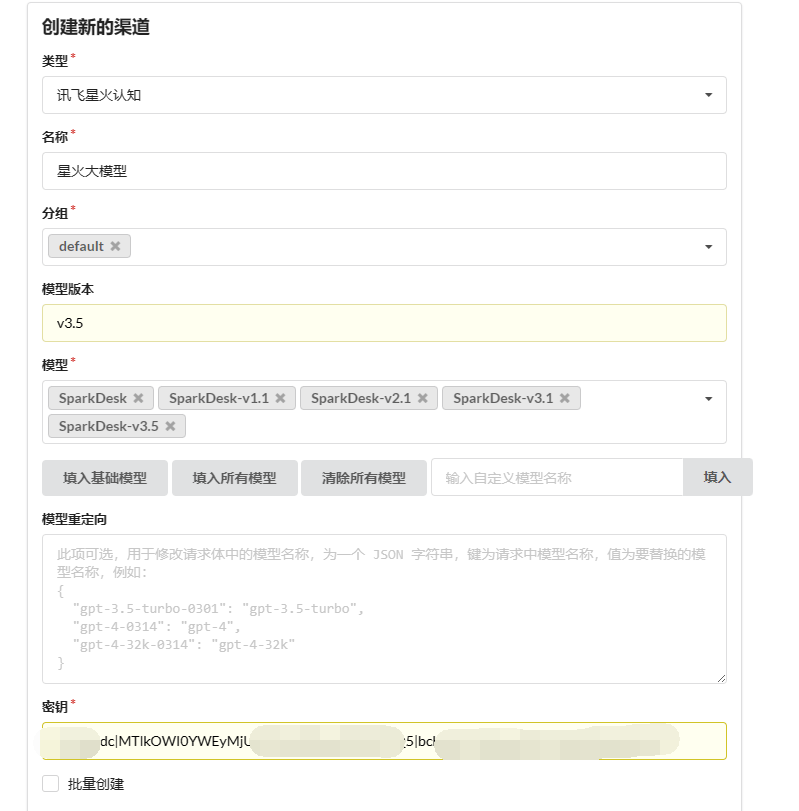 创建新的渠道
类型*
讯飞星火认知
名称*
星火大模型
分组*
default ✖
模型版本
v3.5
模型*
SparkDesk ✖ SparkDesk-v1.1 ✖ SparkDesk-v2.1 ✖ SparkDesk-v3.1 ✖
SparkDesk-v3.5 ✖
填入基础模型 填入所有模型 清除所有模型 输入自定义模型名称 填入
模型重定向
此项可选，用于修改请求体中的模型名称，为一个 JSON 字符串，键为请求中模型名称，值为要替换的模
型名称，例如：
{
  "gpt-3.5-turbo-0301": "gpt-3.5-turbo",
  "gpt-4-0314": "gpt-4",
  "gpt-4-32k-0314": "gpt-4-32k"
}
密钥*
批量创建